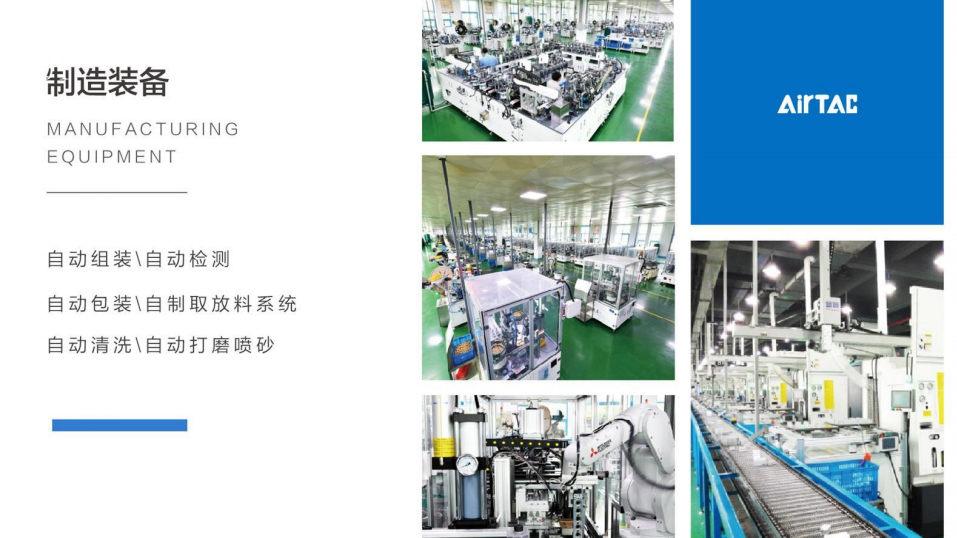 制造装备
MANUFACTURING
EQUIPMENT
自动组装\自动检测
自动包装\自制取放料系统
自动清洗\自动打磨喷砂
AirTAC
MITSUBISHI